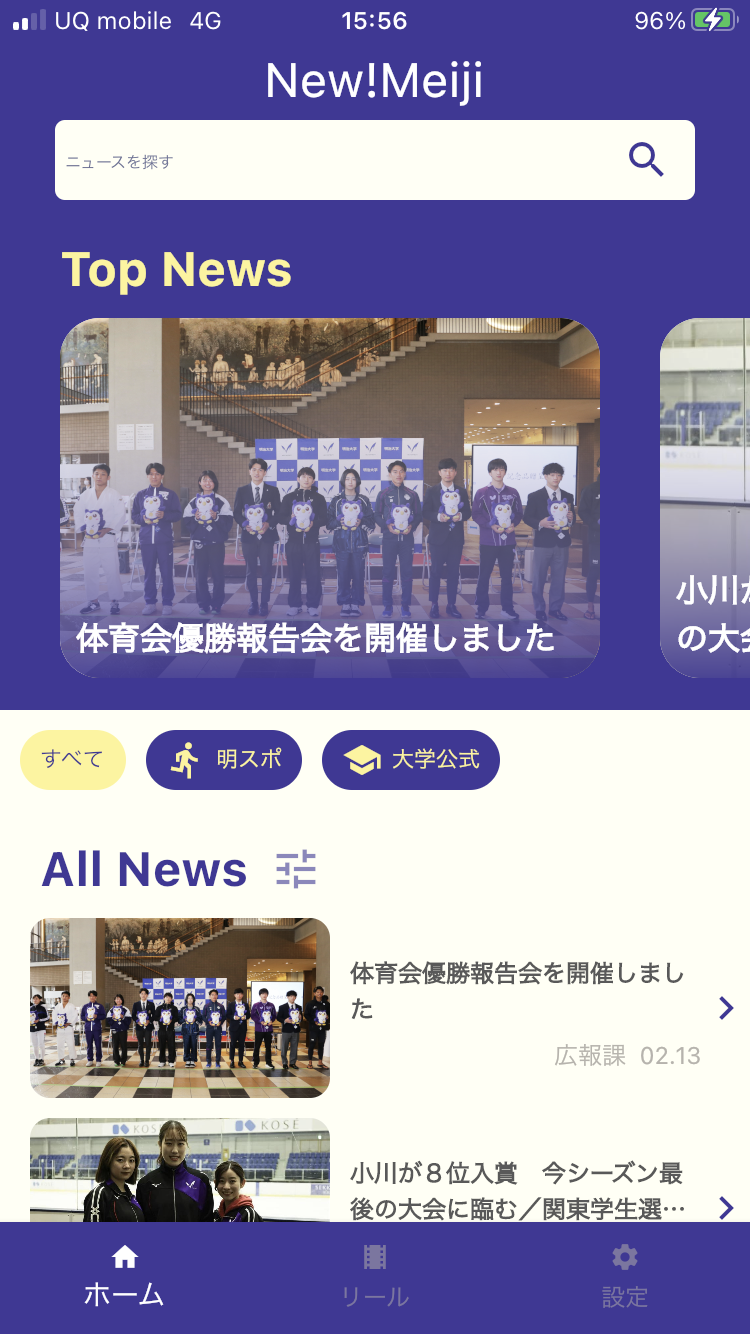 UQ mobile 4G 15:56 96%
New!Meiji
ニュースを探す
Top News
体育会優勝報告会を開催しました
小川が
の大会
すべて 明スポ 大学公式
All News
体育会優勝報告会を開催しまし
た
広報課 02.13
KOSÉ
小川が８位入賞　今シーズン最
後の大会に臨む／関東学生選…
ホーム リール 設定